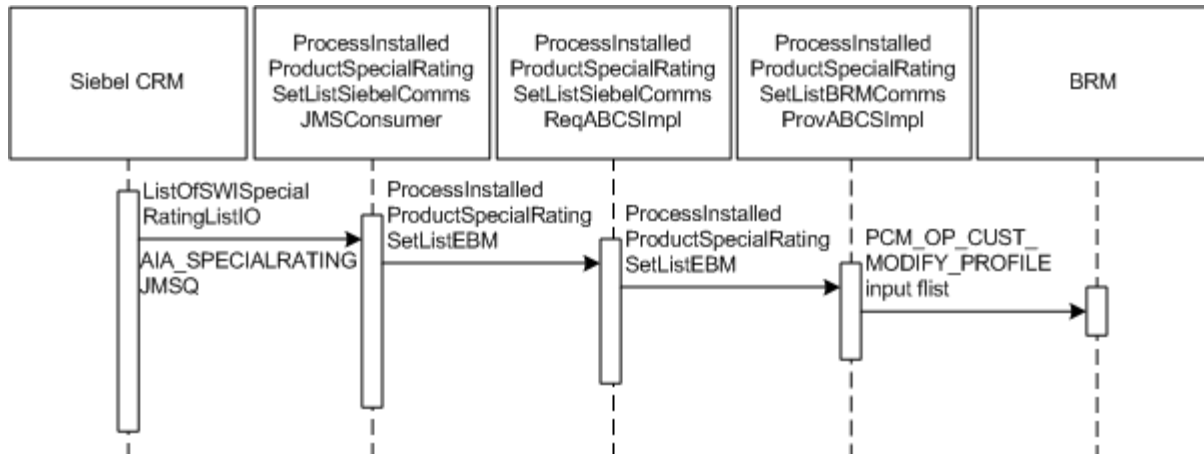 Siebel CRM
ProcessInstalled
ProductSpecialRating
SetListSiebelComms
JMSConsumer
ProcessInstalled
ProductSpecialRating
SetListSiebelComms
ReqABCSImpl
ProcessInstalled
ProductSpecialRating
SetListBRMComms
ProvABCSImpl
BRM
ListOfSWISpecial
RatingListIO
AIA_SPECIALRATING
JMSQ
ProcessInstalled
ProductSpecialRating
SetListEBM
ProcessInstalled
ProductSpecialRating
SetListEBM
PCM_OP_CUST_
MODIFY_PROFILE
input flist